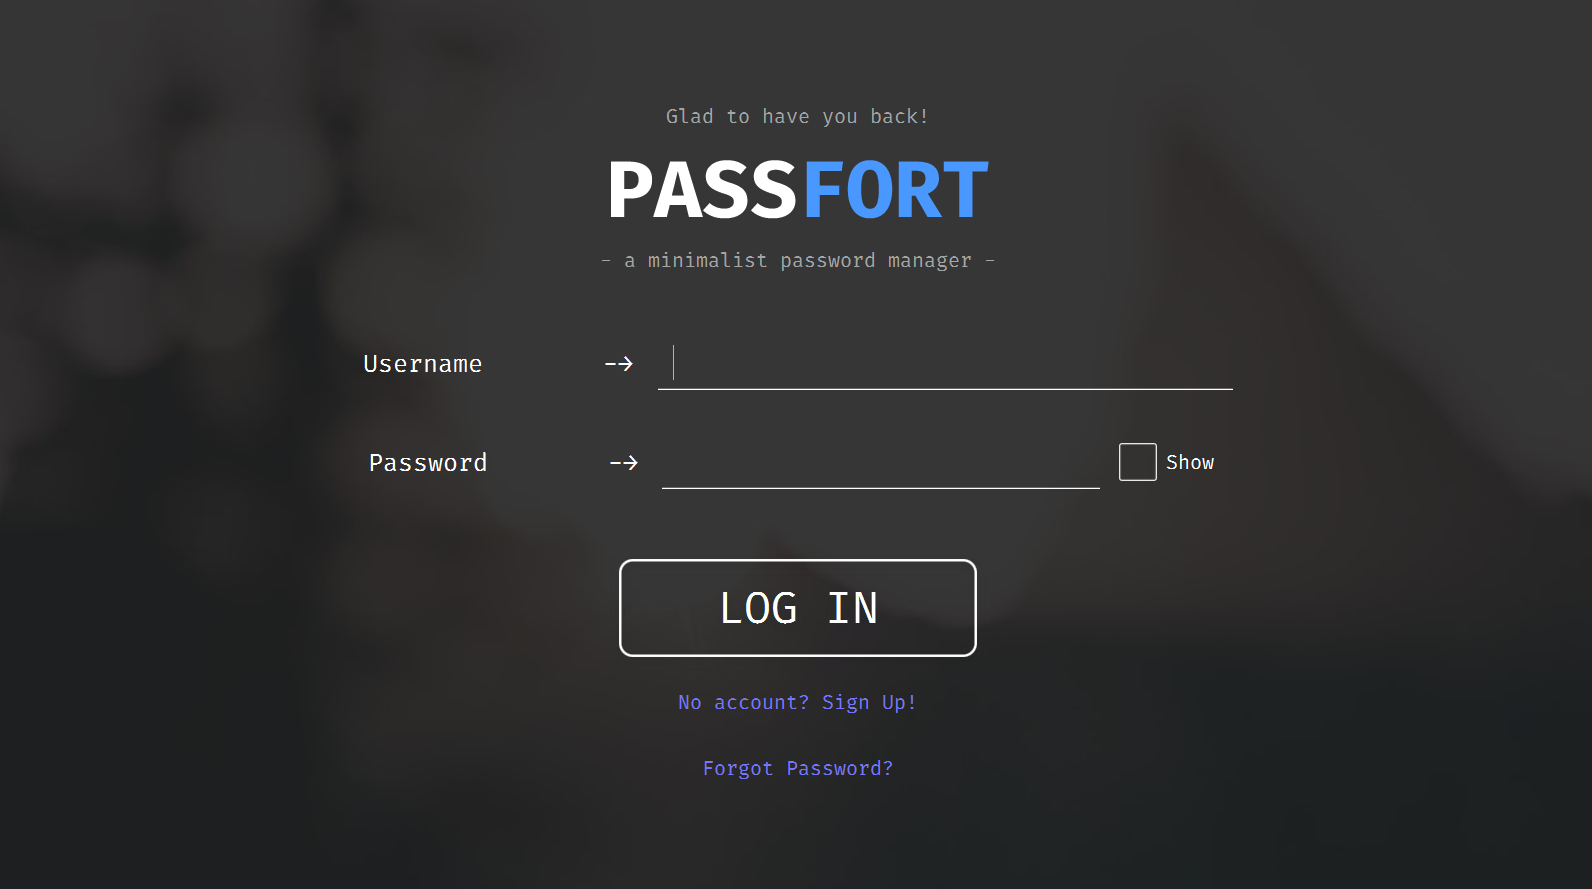 Glad to have you back!
PASSFORT
- a minimalist password manager -
Username -->
Password --> Show
LOG IN
No account? Sign Up!
Forgot Password?